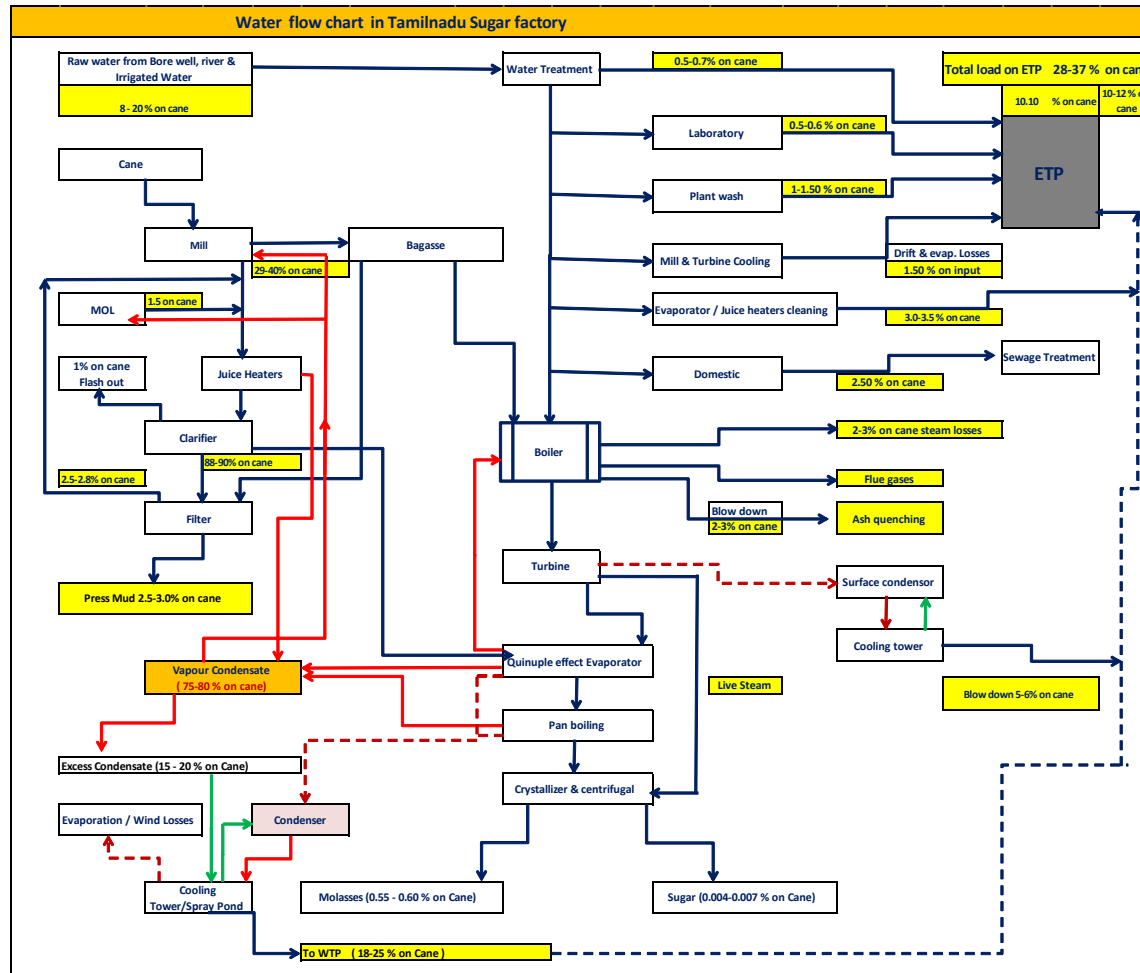 Water flow chart in Tamilnadu Sugar factory
Raw water from Bore well, river &
Irrigated Water
8 - 20 % on cane
Water Treatment
0.5-0.7% on cane
Total load on ETP 28-37 % on can
10.10 % on cane
10-12 % o
cane
Laboratory
0.5-0.6 % on cane
ETP
Cane
Plant wash
1-1.50 % on cane
Mill
Bagasse
29-40% on cane
Mill & Turbine Cooling
Drift & evap. Losses
1.50 % on input
MOL
1.5 on cane
Evaporator / Juice heaters cleaning
3.0-3.5 % on cane
1% on cane
Flash out
Juice Heaters
Domestic
2.50 % on cane
Sewage Treatment
Clarifier
88-90% on cane
Boiler
2-3% on cane steam losses
2.5-2.8% on cane
Flue gases
Filter
Blow down
2-3% on cane
Ash quenching
Press Mud 2.5-3.0% on cane
Turbine
Surface condensor
Cooling tower
Vapour Condensate
( 75-80 % on cane)
Quinuple effect Evaporator
Live Steam
Blow down 5-6% on cane
Pan boiling
Excess Condensate (15 - 20 % on Cane)
Crystallizer & centrifugal
Evaporation / Wind Losses
Condenser
Cooling
Tower/Spray Pond
Molasses (0.55 - 0.60 % on Cane)
Sugar (0.004-0.007 % on Cane)
To WTP ( 18-25 % on Cane )